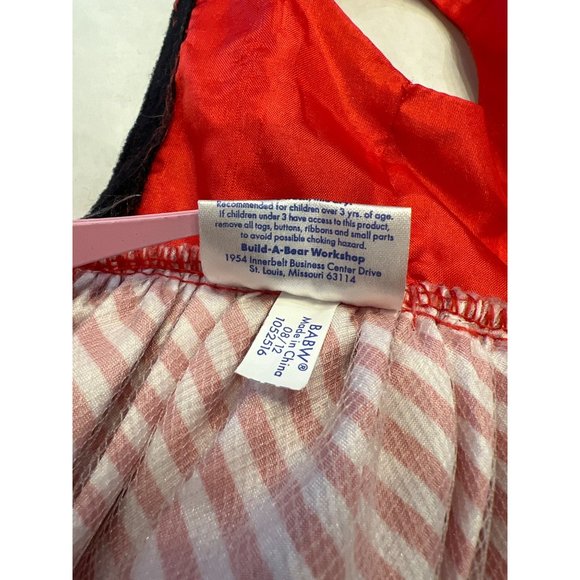 Recommended for children over 3 yrs. of age.
If children under 3 have access to this product,
remove all tags, buttons, ribbons and small parts
to avoid possible choking hazard.
Build-A-Bear Workshop
1954 Innerbelt Business Center Drive
St. Louis, Missouri 63114
BABW®
Made in China
08/12
1052516